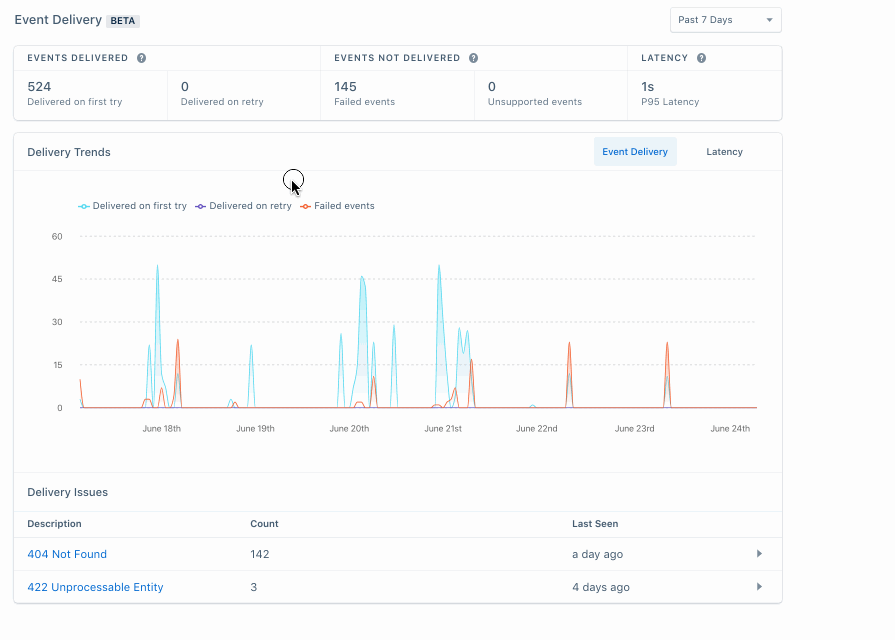 Event Delivery BETA
Past 7 Days
EVENTS DELIVERED ?
EVENTS NOT DELIVERED ?
LATENCY ?
524
0
145
0
1s
Delivered on first try
Delivered on retry
Failed events
Unsupported events
P95 Latency
Delivery Trends
Event Delivery
Latency
Delivered on first try
Delivered on retry
Failed events
60
45
30
15
0
June 18th
June 19th
June 20th
June 21st
June 22nd
June 23rd
June 24th
Delivery Issues
Description
Count
Last Seen
404 Not Found
142
a day ago
422 Unprocessable Entity
3
4 days ago